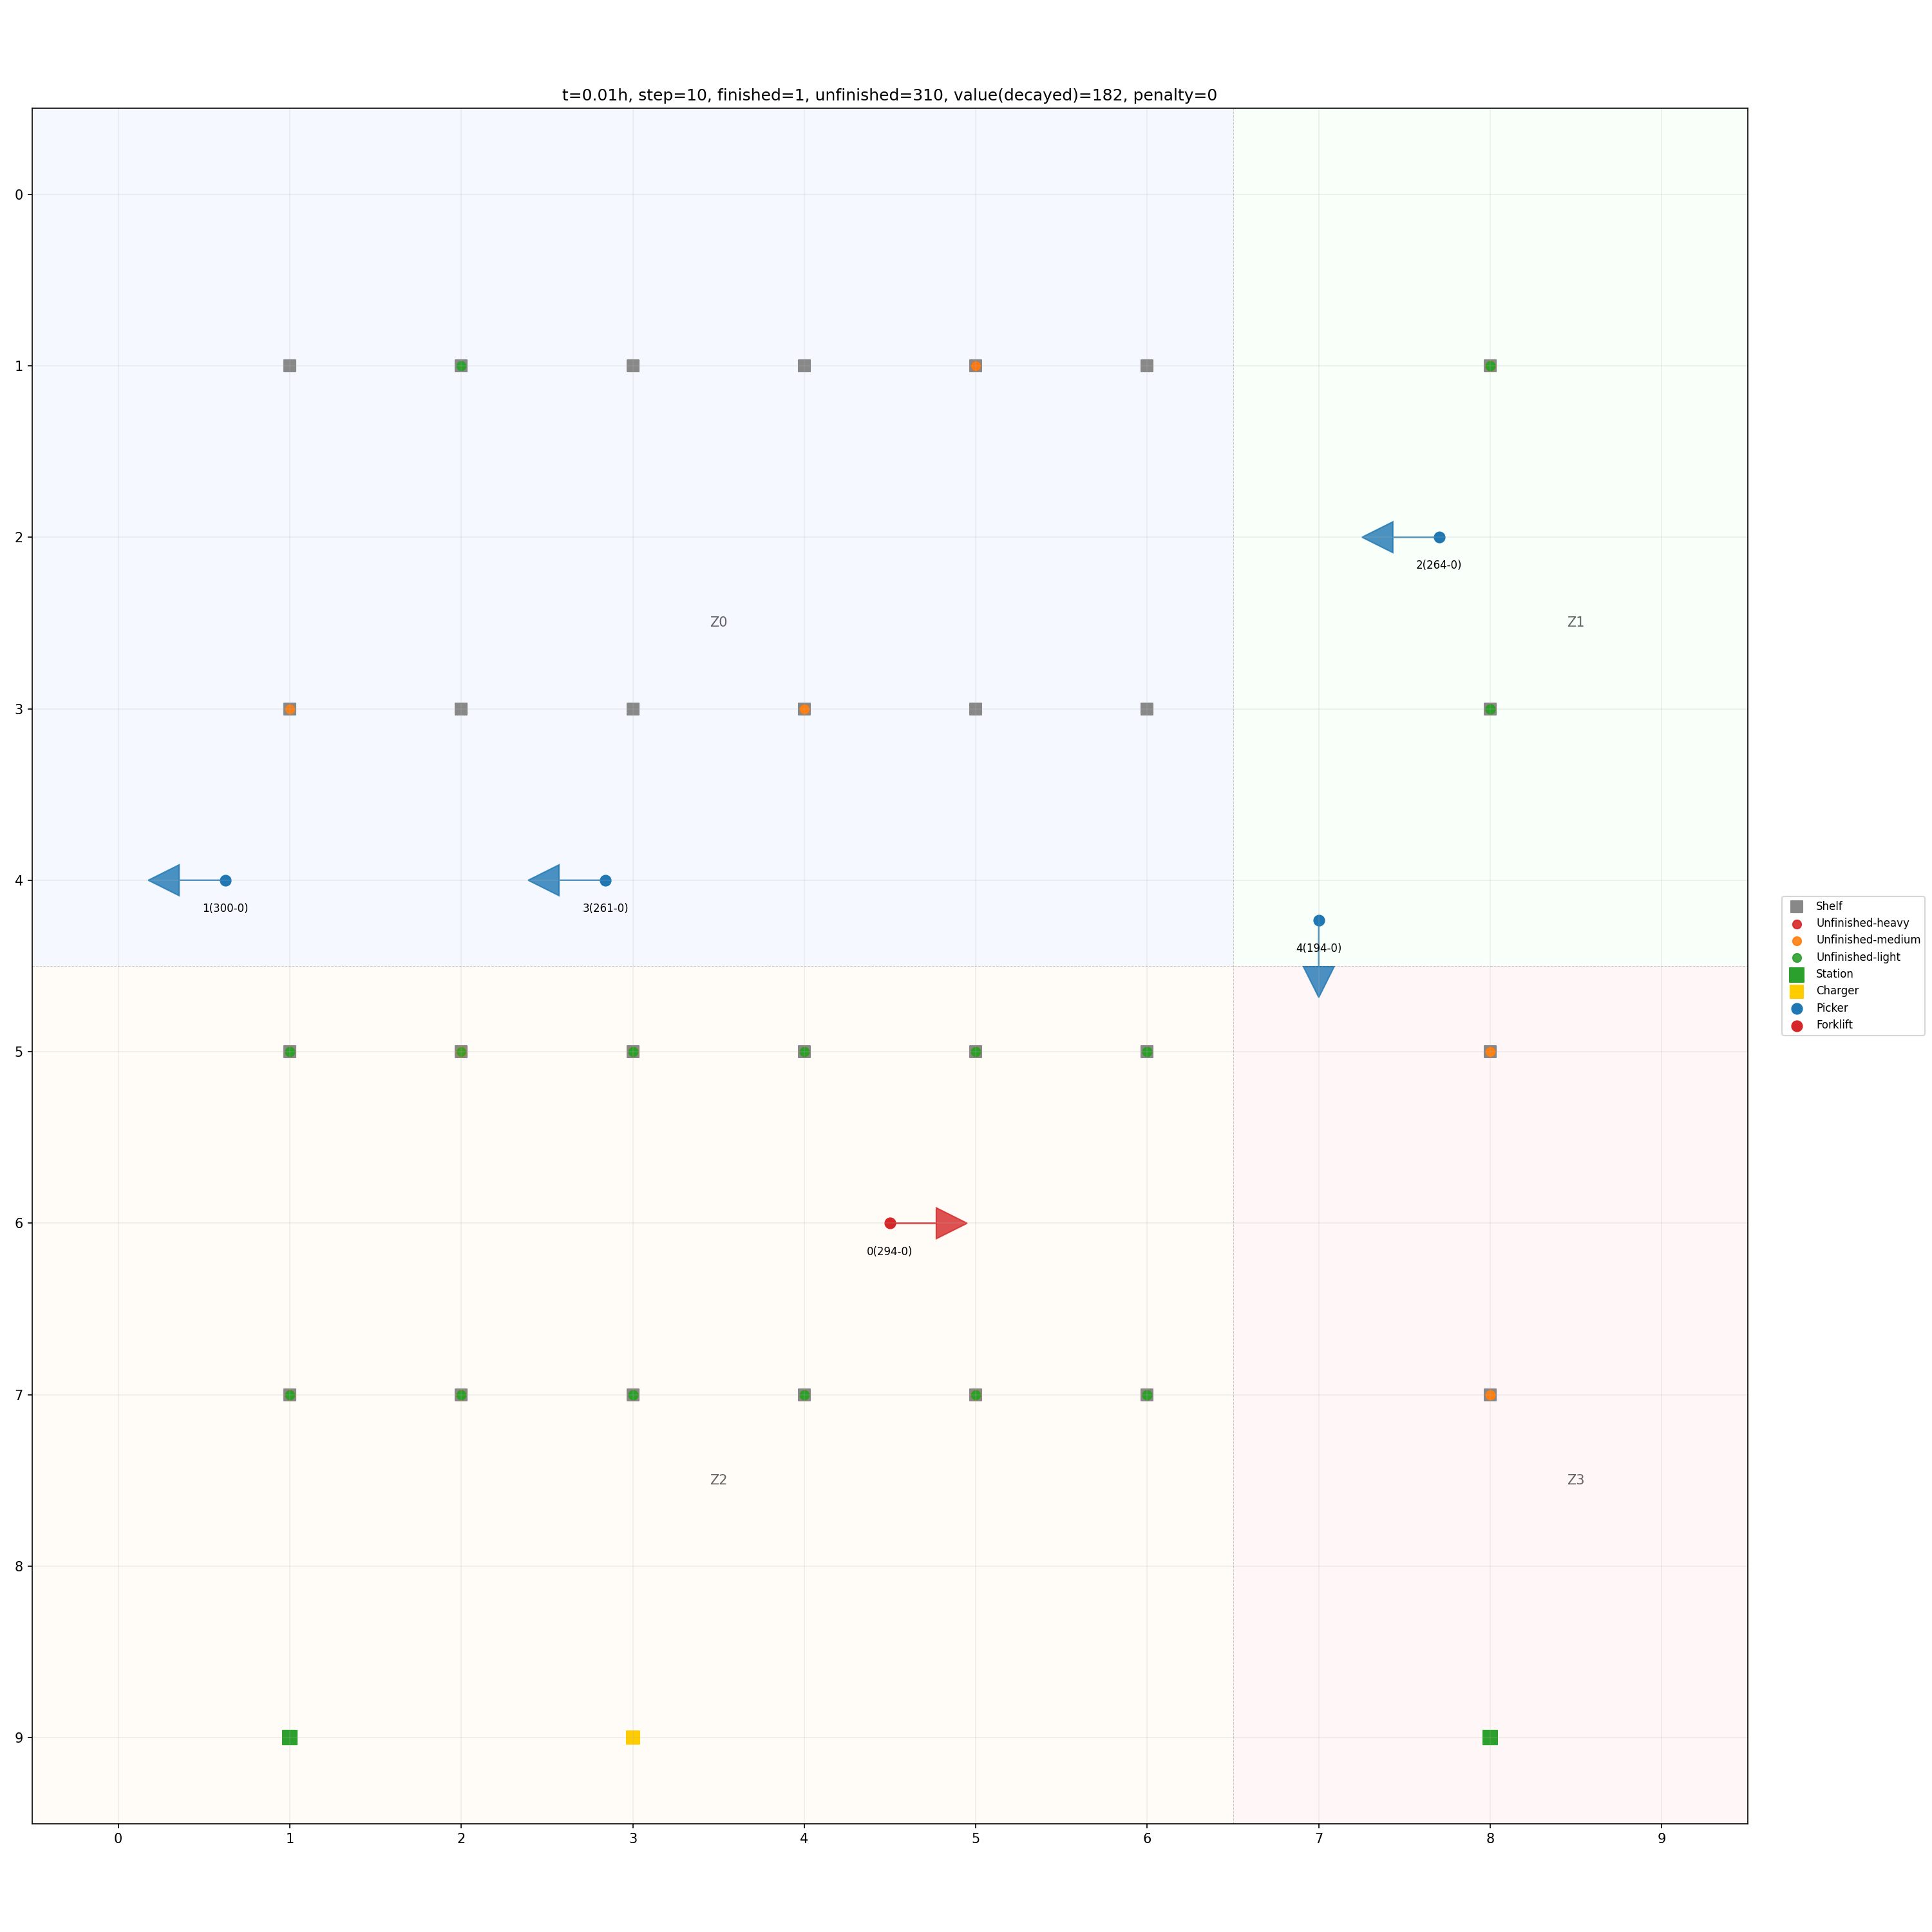 t=0.01h, step=10, finished=1, unfinished=310, value(decayed)=182, penalty=0
0
1
2
2(264-0)
Z0
Z1
3
4
1(300-0)
3(261-0)
4(194-0)
Shelf
Unfinished-heavy
Unfinished-medium
Unfinished-light
Station
Charger
Picker
Forklift
5
6
0(294-0)
7
Z2
Z3
8
9
0 1 2 3 4 5 6 7 8 9